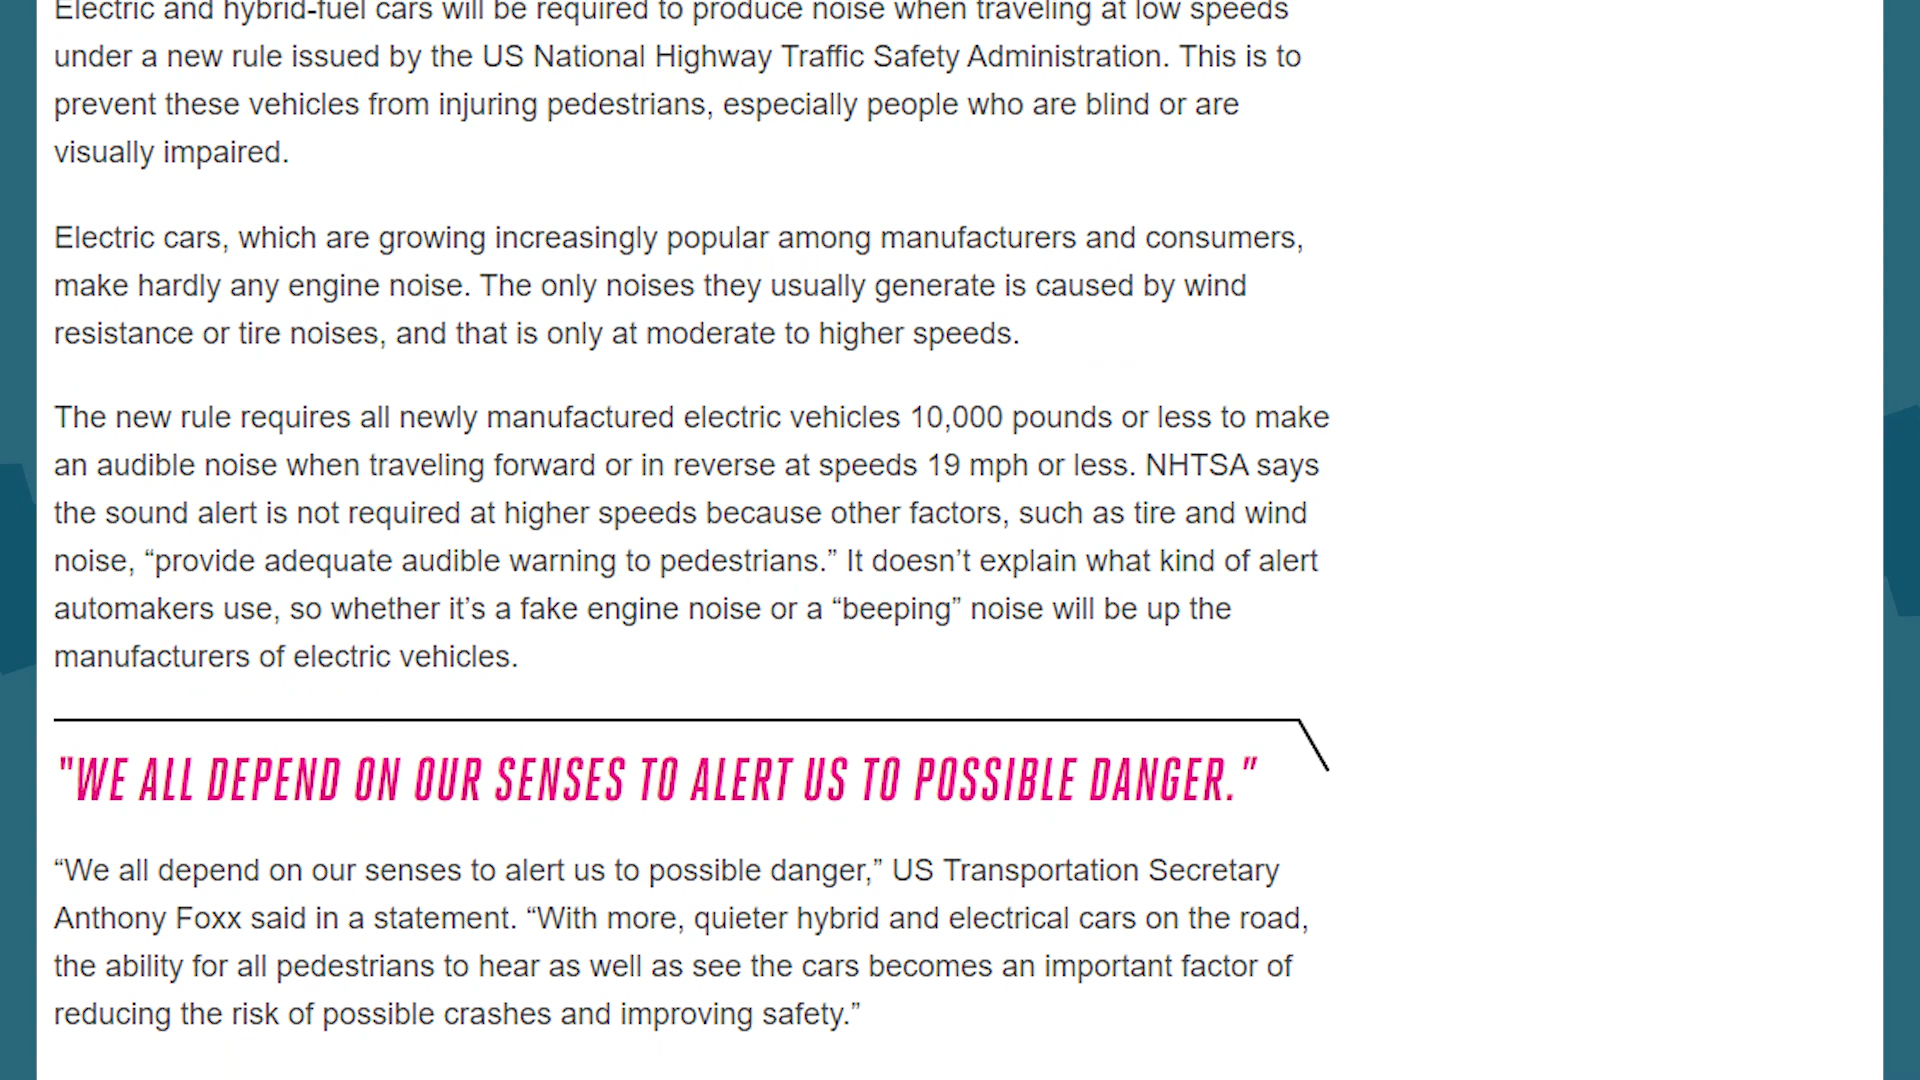 Electric and hybrid-fuel cars will be required to produce noise when traveling at low speeds
under a new rule issued by the US National Highway Traffic Safety Administration. This is to
prevent these vehicles from injuring pedestrians, especially people who are blind or are
visually impaired.
Electric cars, which are growing increasingly popular among manufacturers and consumers,
make hardly any engine noise. The only noises they usually generate is caused by wind
resistance or tire noises, and that is only at moderate to higher speeds.
The new rule requires all newly manufactured electric vehicles 10,000 pounds or less to make
an audible noise when traveling forward or in reverse at speeds 19 mph or less. NHTSA says
the sound alert is not required at higher speeds because other factors, such as tire and wind
noise, “provide adequate audible warning to pedestrians.” It doesn’t explain what kind of alert
automakers use, so whether it’s a fake engine noise or a “beeping” noise will be up the
manufacturers of electric vehicles.
"WE ALL DEPEND ON OUR SENSES TO ALERT US TO POSSIBLE DANGER.”
“We all depend on our senses to alert us to possible danger,” US Transportation Secretary
Anthony Foxx said in a statement. “With more, quieter hybrid and electrical cars on the road,
the ability for all pedestrians to hear as well as see the cars becomes an important factor of
reducing the risk of possible crashes and improving safety.”